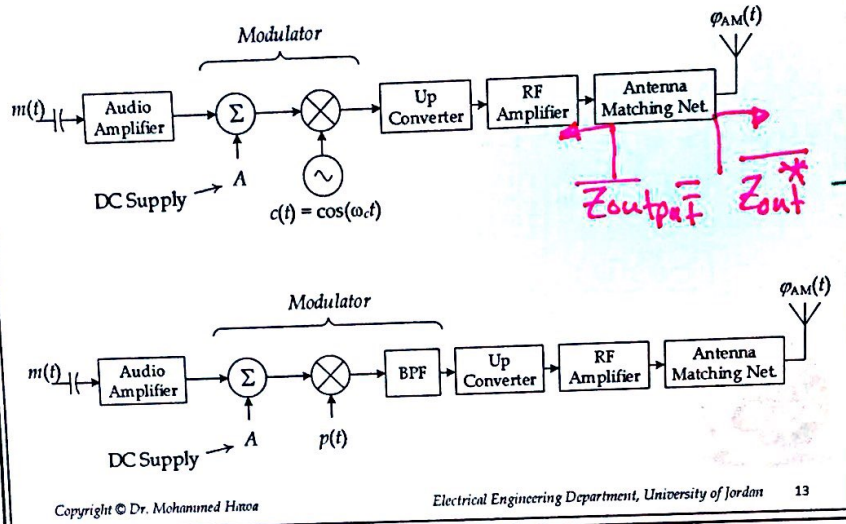 φAM(t)
Modulator
m(t)
Audio Amplifier
Σ
Up Converter
RF Amplifier
Antenna Matching Net.
DC Supply → A
c(t) = cos(ωct)
Zoutput = Zout*
φAM(t)
Modulator
m(t)
Audio Amplifier
Σ
BPF
Up Converter
RF Amplifier
Antenna Matching Net.
DC Supply → A
p(t)
Copyright © Dr. Mohammed Hawa
Electrical Engineering Department, University of Jordan
13